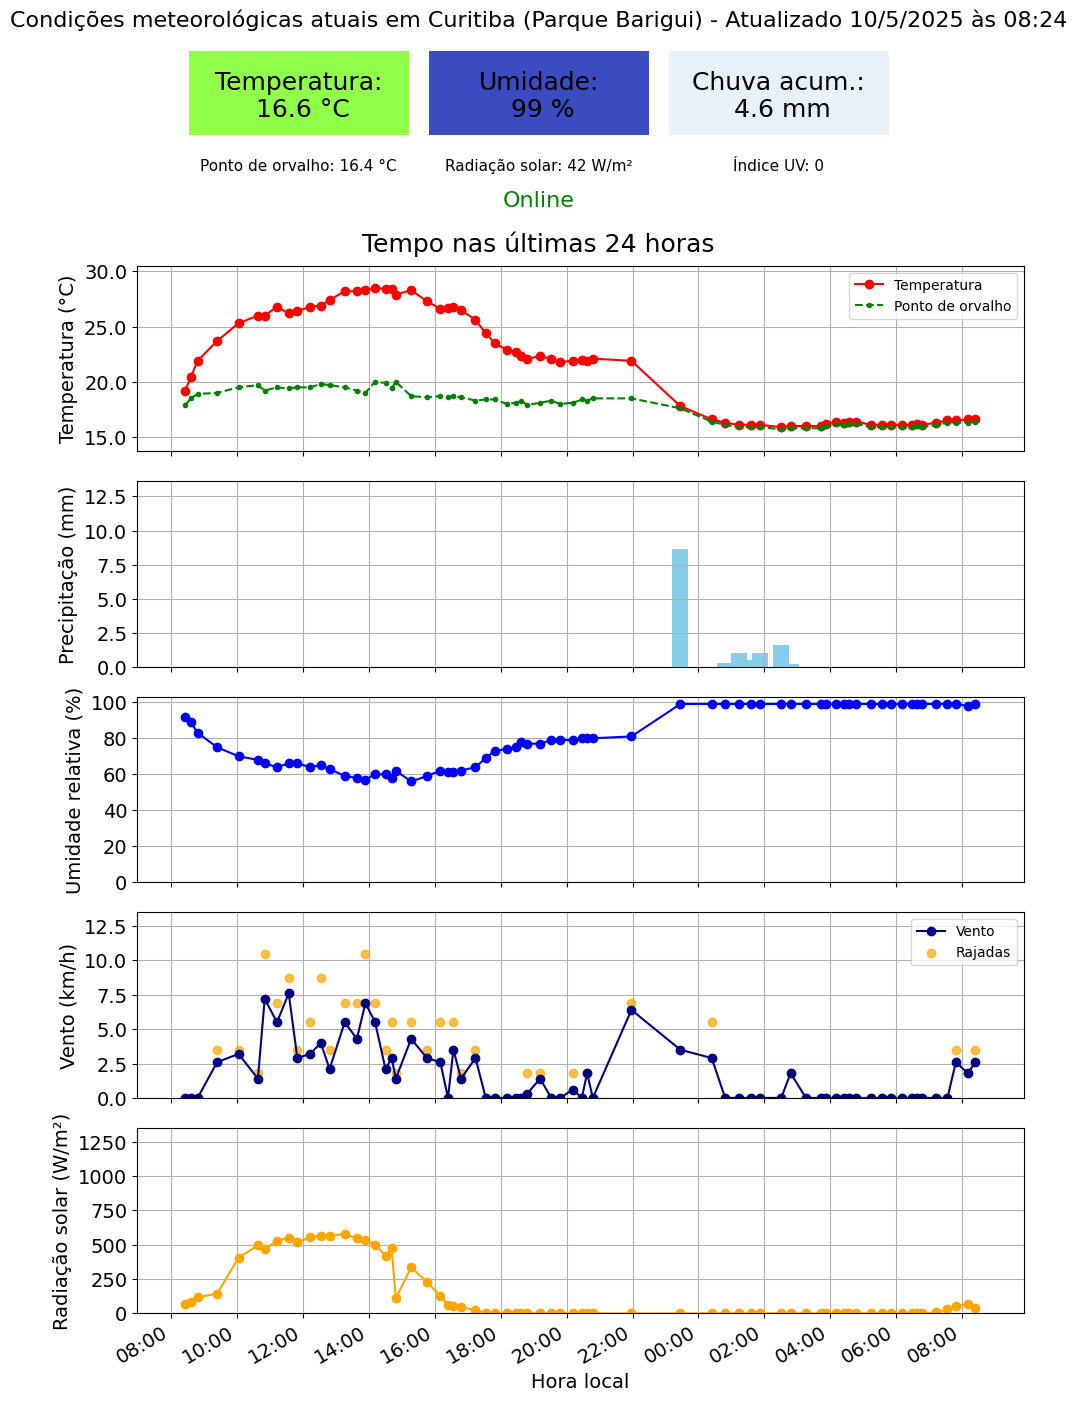 Condições meteorológicas atuais em Curitiba (Parque Barigui) - Atualizado 10/5/2025 às 08:24
Temperatura:
16.6 °C
Umidade:
99 %
Chuva acum.:
4.6 mm
Ponto de orvalho: 16.4 °C
Radiação solar: 42 W/m²
Índice UV: 0
Online
Tempo nas últimas 24 horas
Temperatura (°C)
30.0
25.0
20.0
15.0
Temperatura
Ponto de orvalho
Precipitação (mm)
12.5
10.0
7.5
5.0
2.5
0.0
Umidade relativa (%)
100
80
60
40
20
0
Vento (km/h)
12.5
10.0
7.5
5.0
2.5
0.0
Vento
Rajadas
Radiação solar (W/m²)
1250
1000
750
500
250
0
08:00 10:00 12:00 14:00 16:00 18:00 20:00 22:00 00:00 02:00 04:00 06:00 08:00
Hora local